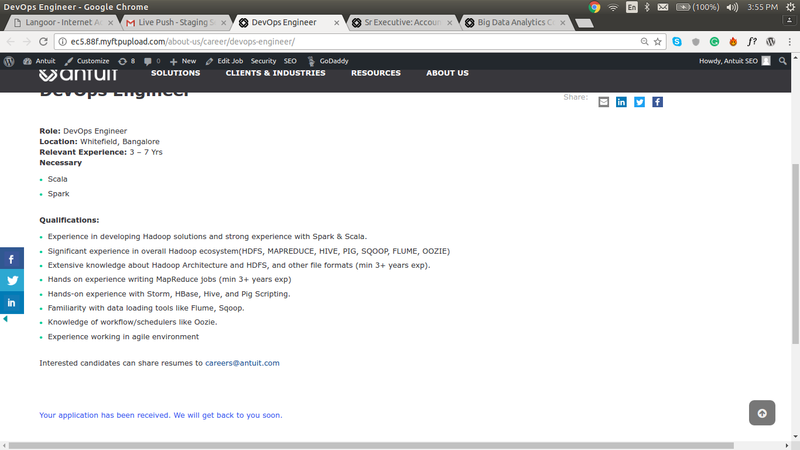 DevOps Engineer - Google Chrome
En
(100%)
3:55 PM
Langoor - Internet Ac
Live Push - Staging S
DevOps Engineer
Sr Executive: Accoun
Big Data Analytics Co
ec5.88f.myftpupload.com/about-us/career/devops-engineer/
f?
Antuit
Customize
8
0
New
Edit Job
Security
SEO
GoDaddy
Howdy, Antuit SEO
antuit
SOLUTIONS
CLIENTS & INDUSTRIES
RESOURCES
ABOUT US
DevOps Engineer
Share:
Role: DevOps Engineer
Location: Whitefield, Bangalore
Relevant Experience: 3 – 7 Yrs
Necessary
Scala
Spark
Qualifications:
Experience in developing Hadoop solutions and strong experience with Spark & Scala.
Significant experience in overall Hadoop ecosystem(HDFS, MAPREDUCE, HIVE, PIG, SQOOP, FLUME, OOZIE)
Extensive knowledge about Hadoop Architecture and HDFS, and other file formats (min 3+ years exp).
Hands on experience writing MapReduce jobs (min 3+ years exp)
Hands-on experience with Storm, HBase, Hive, and Pig Scripting.
Familiarity with data loading tools like Flume, Sqoop.
Knowledge of workflow/schedulers like Oozie.
Experience working in agile environment
Interested candidates can share resumes to careers@antuit.com
Your application has been received. We will get back to you soon.